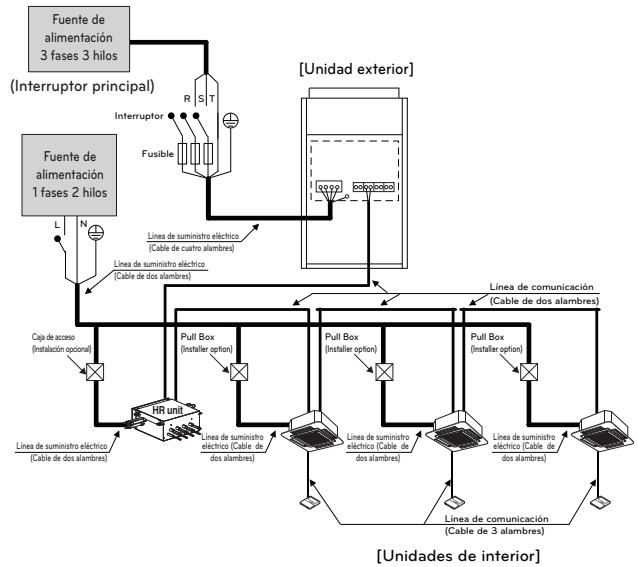 Fuente de
alimentación
3 fases 3 hilos
(Interruptor principal)
[Unidad exterior]
R S T
Interruptor
Fusible
Fuente de
alimentación
1 fases 2 hilos
L
N
Línea de suministro eléctrico
(Cable de cuatro alambres)
Línea de suministro eléctrico
(Cable de dos alambres)
Línea de comunicación
(Cable de dos alambres)
Caja de acceso
(Instalación opcional)
Pull Box
(Installer option)
Pull Box
(Installer option)
Pull Box
(Installer option)
HR unit
Línea de suministro eléctrico
(Cable de dos alambres)
Línea de suministro
eléctrico (Cable de
dos alambres)
Línea de suministro
eléctrico (Cable de
dos alambres)
Línea de suministro
eléctrico (Cable de
dos alambres)
Línea de comunicación
(Cable de 3 alambres)
[Unidades de interior]